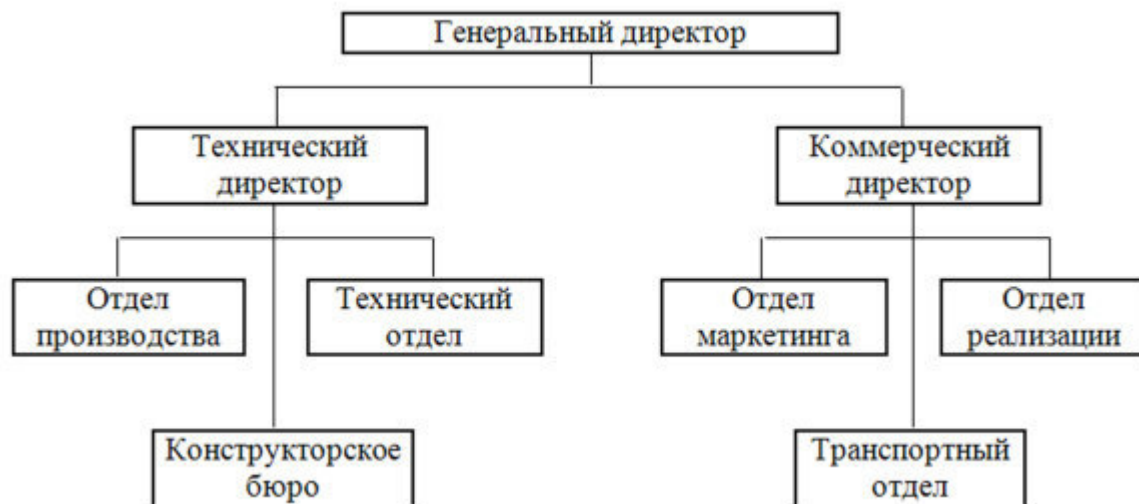 Генеральный директор
Технический
директор
Коммерческий
директор
Отдел
производства
Технический
отдел
Отдел
маркетинга
Отдел
реализации
Конструкторское
бюро
Транспортный
отдел